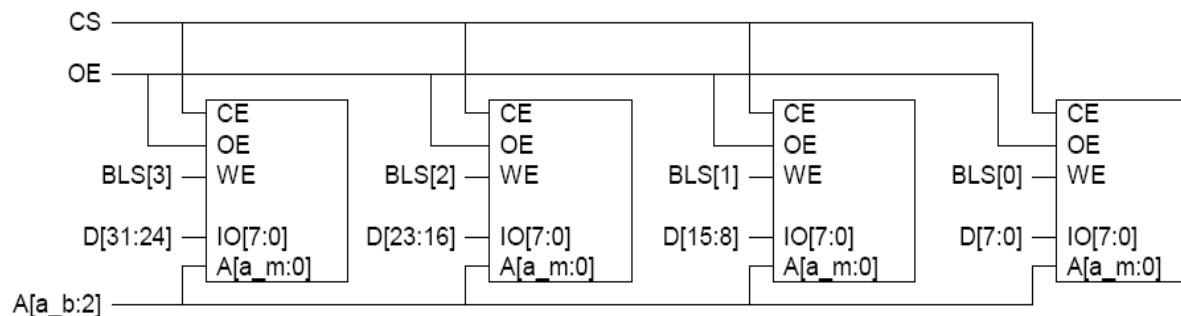 CS
OE
CE CE CE CE
OE OE OE OE
BLS[3] WE BLS[2] WE BLS[1] WE BLS[0] WE
D[31:24] IO[7:0] D[23:16] IO[7:0] D[15:8] IO[7:0] D[7:0] IO[7:0]
A[a_m:0] A[a_m:0] A[a_m:0] A[a_m:0]
A[a_b:2]